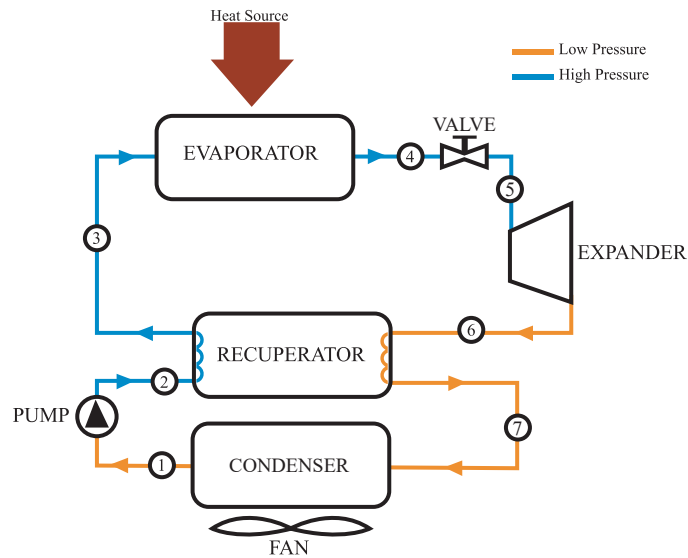 Heat Source
Low Pressure
High Pressure
VALVE
EVAPORATOR
4
5
3
EXPANDER
6
RECUPERATOR
2
PUMP
7
CONDENSER
1
FAN